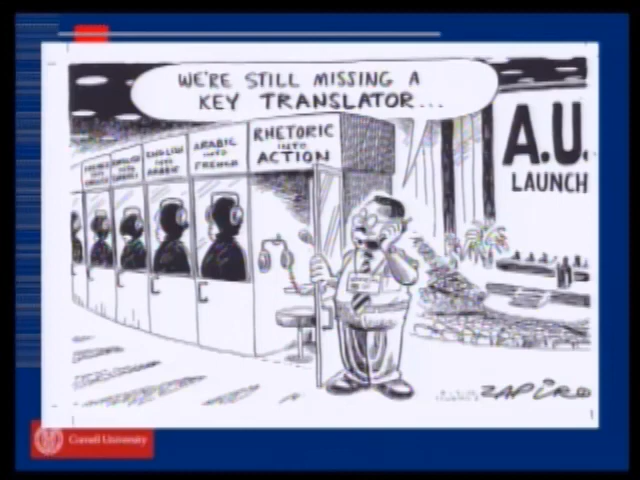 WE'RE STILL MISSING A
KEY TRANSLATOR...
ENGLISH
INTO
ARABIC
ARABIC
INTO
FRENCH
RHETORIC
INTO
ACTION
A.U.
LAUNCH
ZAPIRO
Cornell University